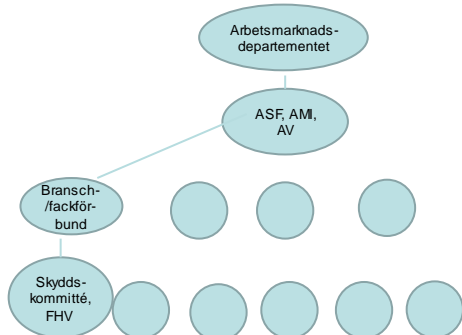 Arbetsmarknads-
departementet
ASF, AMI,
AV
Bransch-
/fackför-
bund
Skydds-
kommitté,
FHV